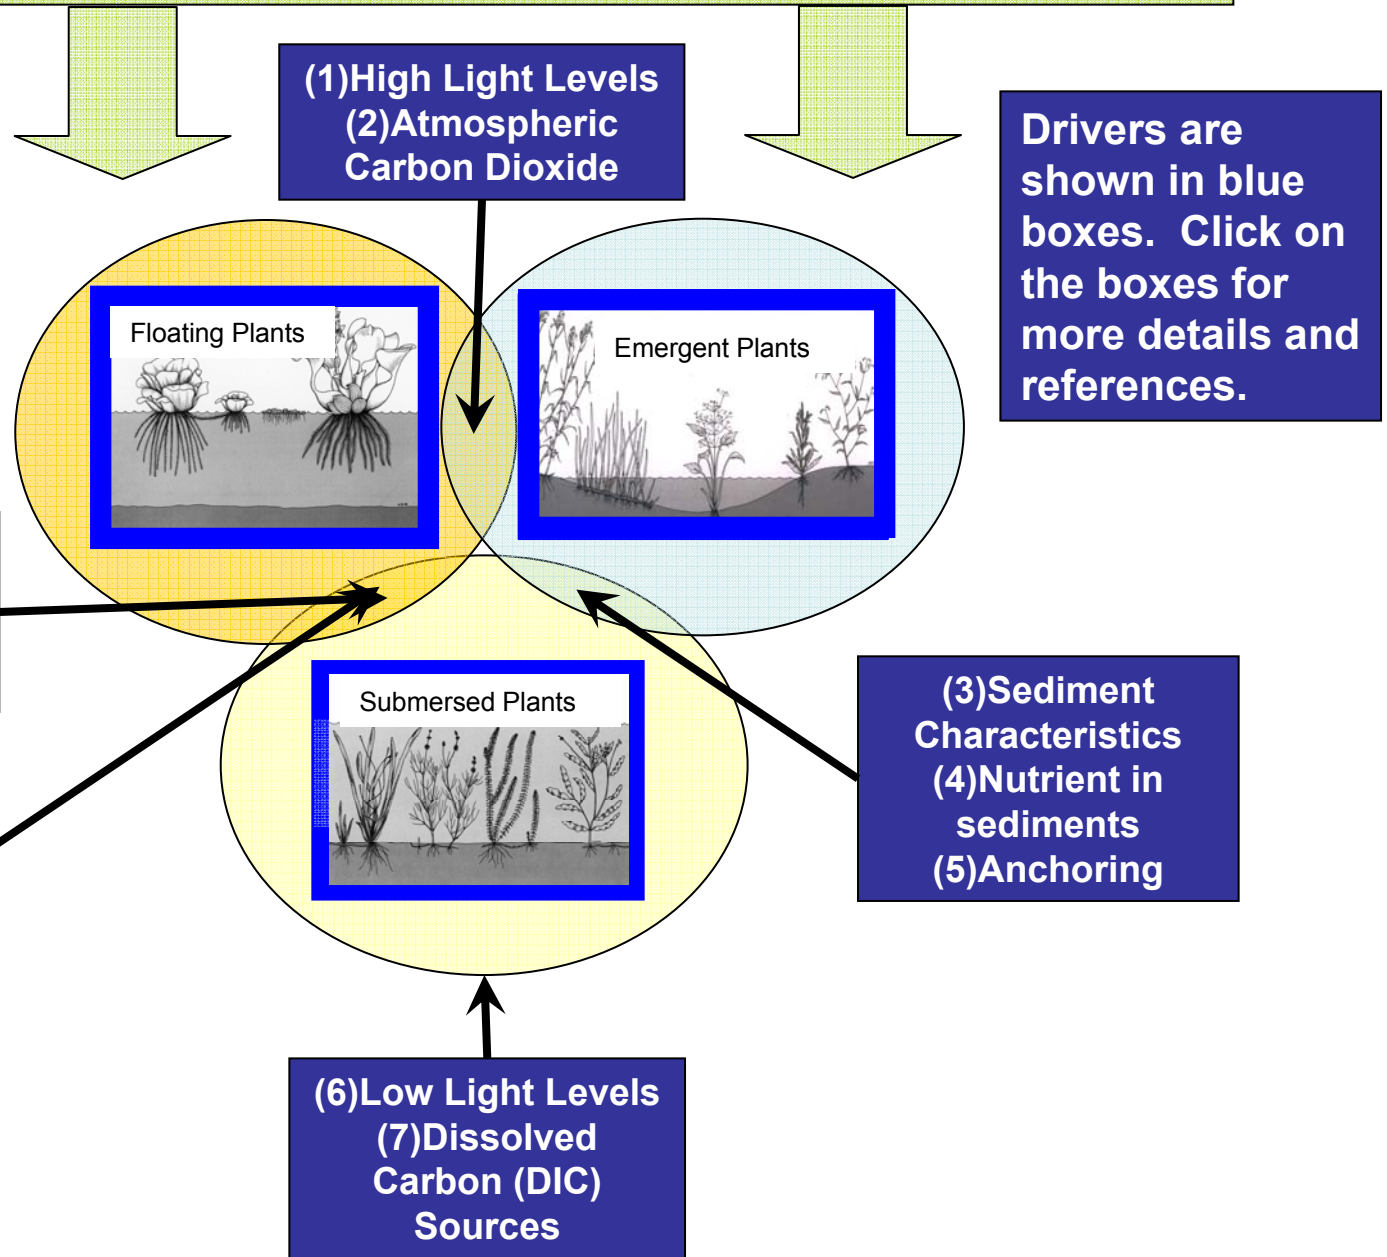 (1)High Light Levels
(2)Atmospheric
Carbon Dioxide
Drivers are
shown in blue
boxes.  Click on
the boxes for
more details and
references.
Floating Plants
Emergent Plants
Submersed Plants
(3)Sediment
Characteristics
(4)Nutrient in
sediments
(5)Anchoring
(6)Low Light Levels
(7)Dissolved
Carbon (DIC)
Sources